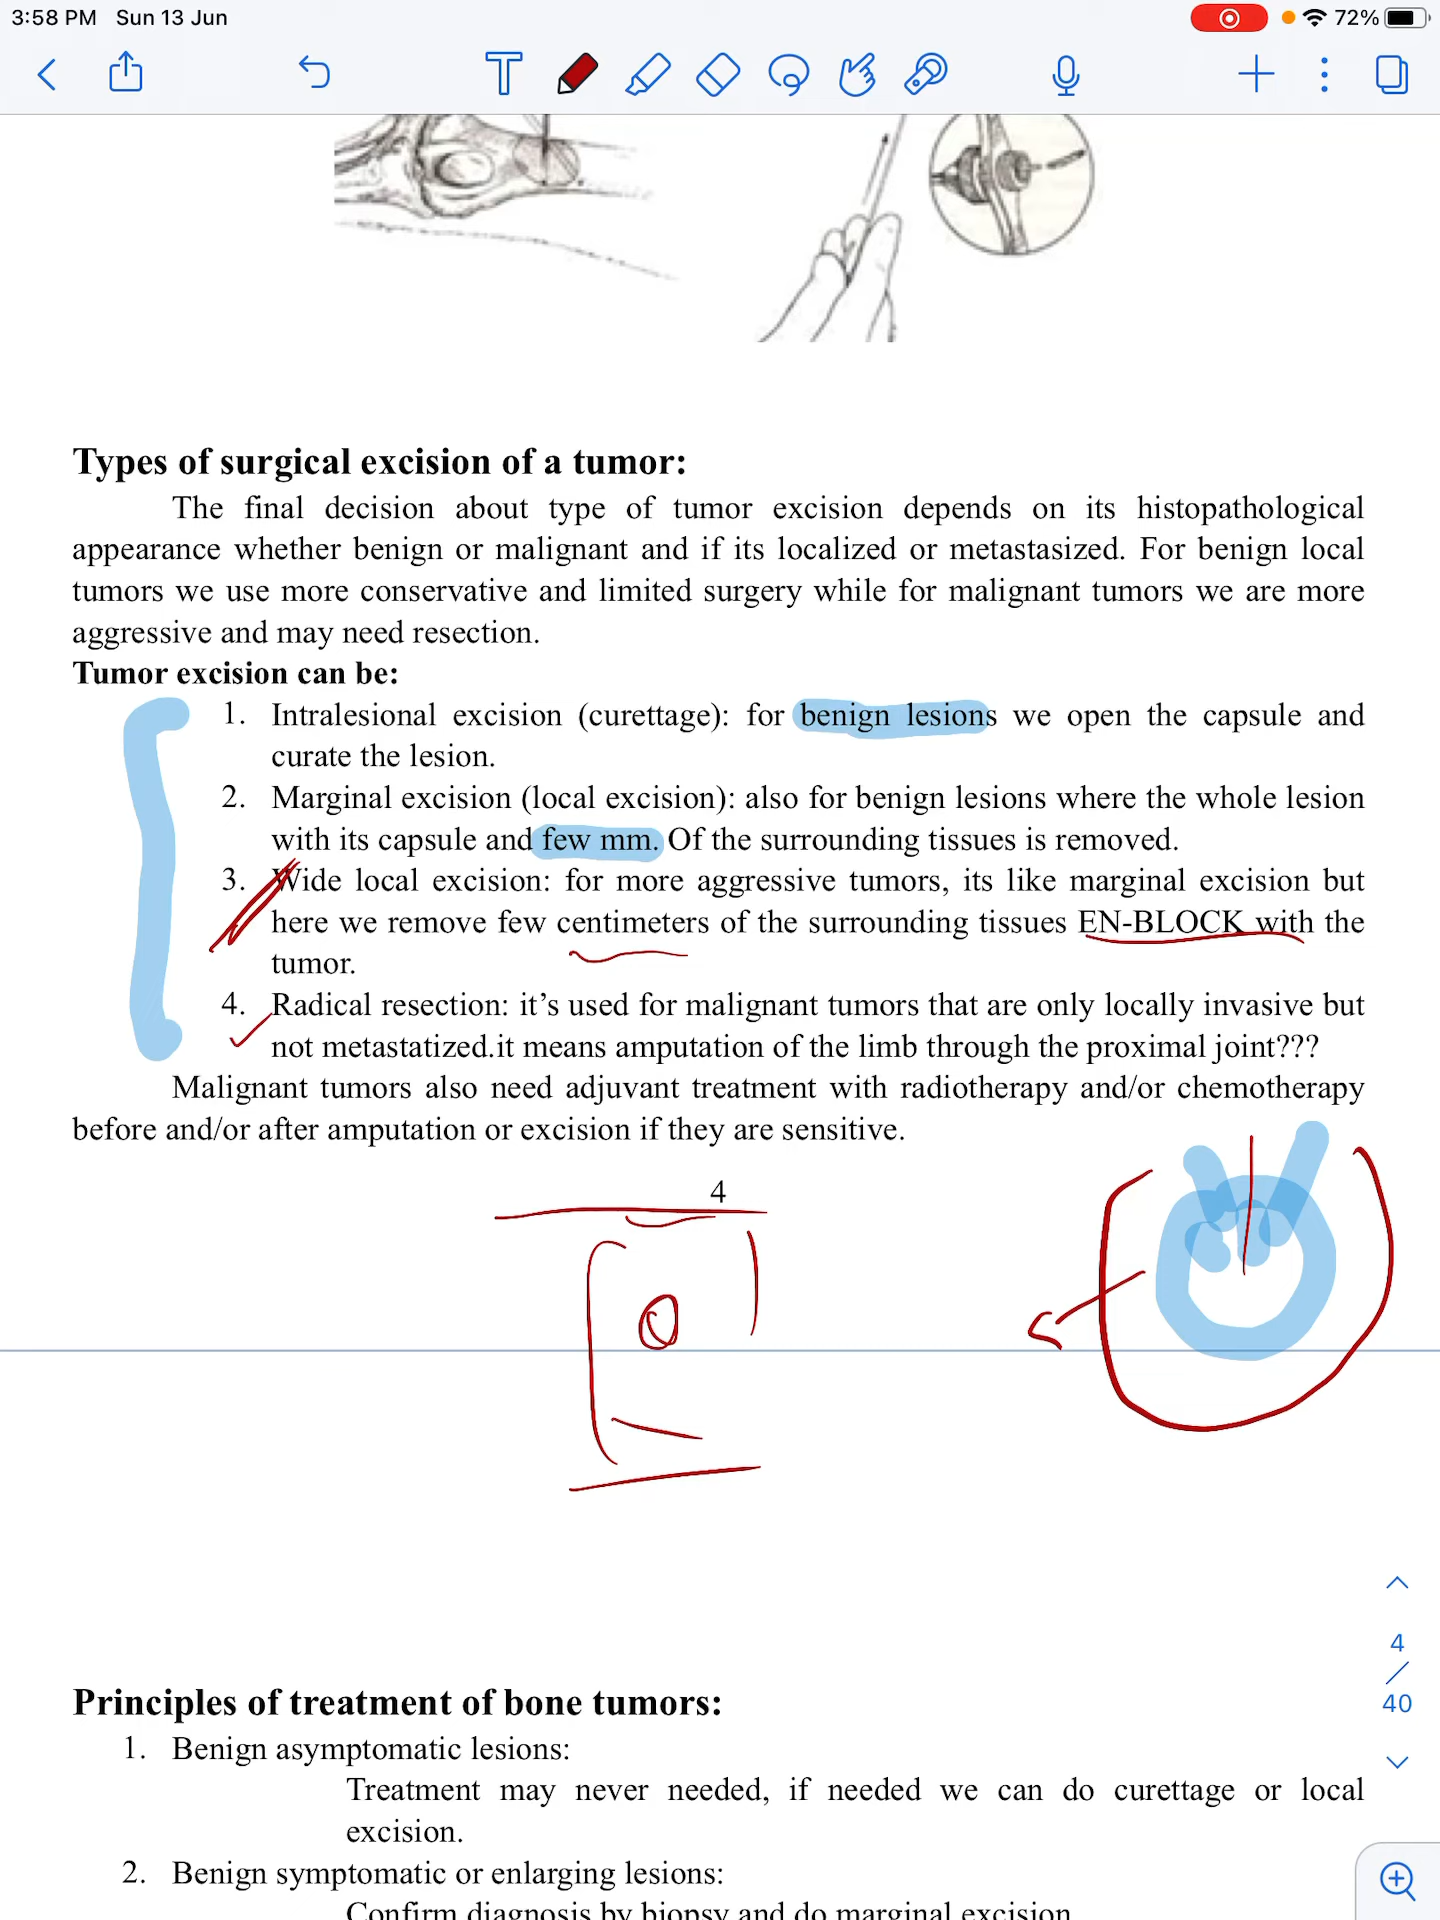 3:58 PM Sun 13 Jun
72%
T
Types of surgical excision of a tumor:
The final decision about type of tumor excision depends on its histopathological
appearance whether benign or malignant and if its localized or metastasized. For benign local
tumors we use more conservative and limited surgery while for malignant tumors we are more
aggressive and may need resection.
Tumor excision can be:
1. Intralesional excision (curettage): for benign lesions we open the capsule and
curate the lesion.
2. Marginal excision (local excision): also for benign lesions where the whole lesion
with its capsule and few mm. Of the surrounding tissues is removed.
3. Wide local excision: for more aggressive tumors, its like marginal excision but
here we remove few centimeters of the surrounding tissues EN-BLOCK with the
tumor.
4. Radical resection: it’s used for malignant tumors that are only locally invasive but
not metastatized.it means amputation of the limb through the proximal joint???
Malignant tumors also need adjuvant treatment with radiotherapy and/or chemotherapy
before and/or after amputation or excision if they are sensitive.
4
4
/
40
Principles of treatment of bone tumors:
1. Benign asymptomatic lesions:
Treatment may never needed, if needed we can do curettage or local
excision.
2. Benign symptomatic or enlarging lesions:
Confirm diagnosis by biopsy and do marginal excision